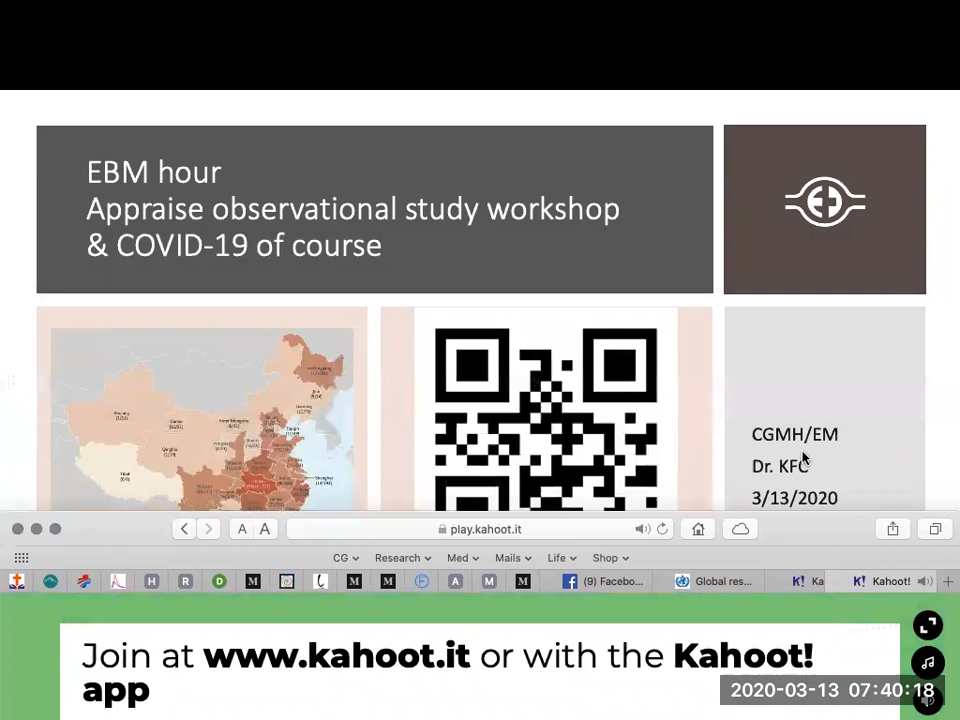 EBM hour
Appraise observational study workshop
& COVID-19 of course
CGMH/EM
Dr. KFC
3/13/2020
A A
play.kahoot.it
CG
Research
Med
Mails
Life
Shop
H
R
D
M
M
M
A
M
M
(9) Facebo...
Global res...
K! Ka
K! Kahoot!
Join at www.kahoot.it or with the Kahoot!
app
2020-03-13 07:40:18